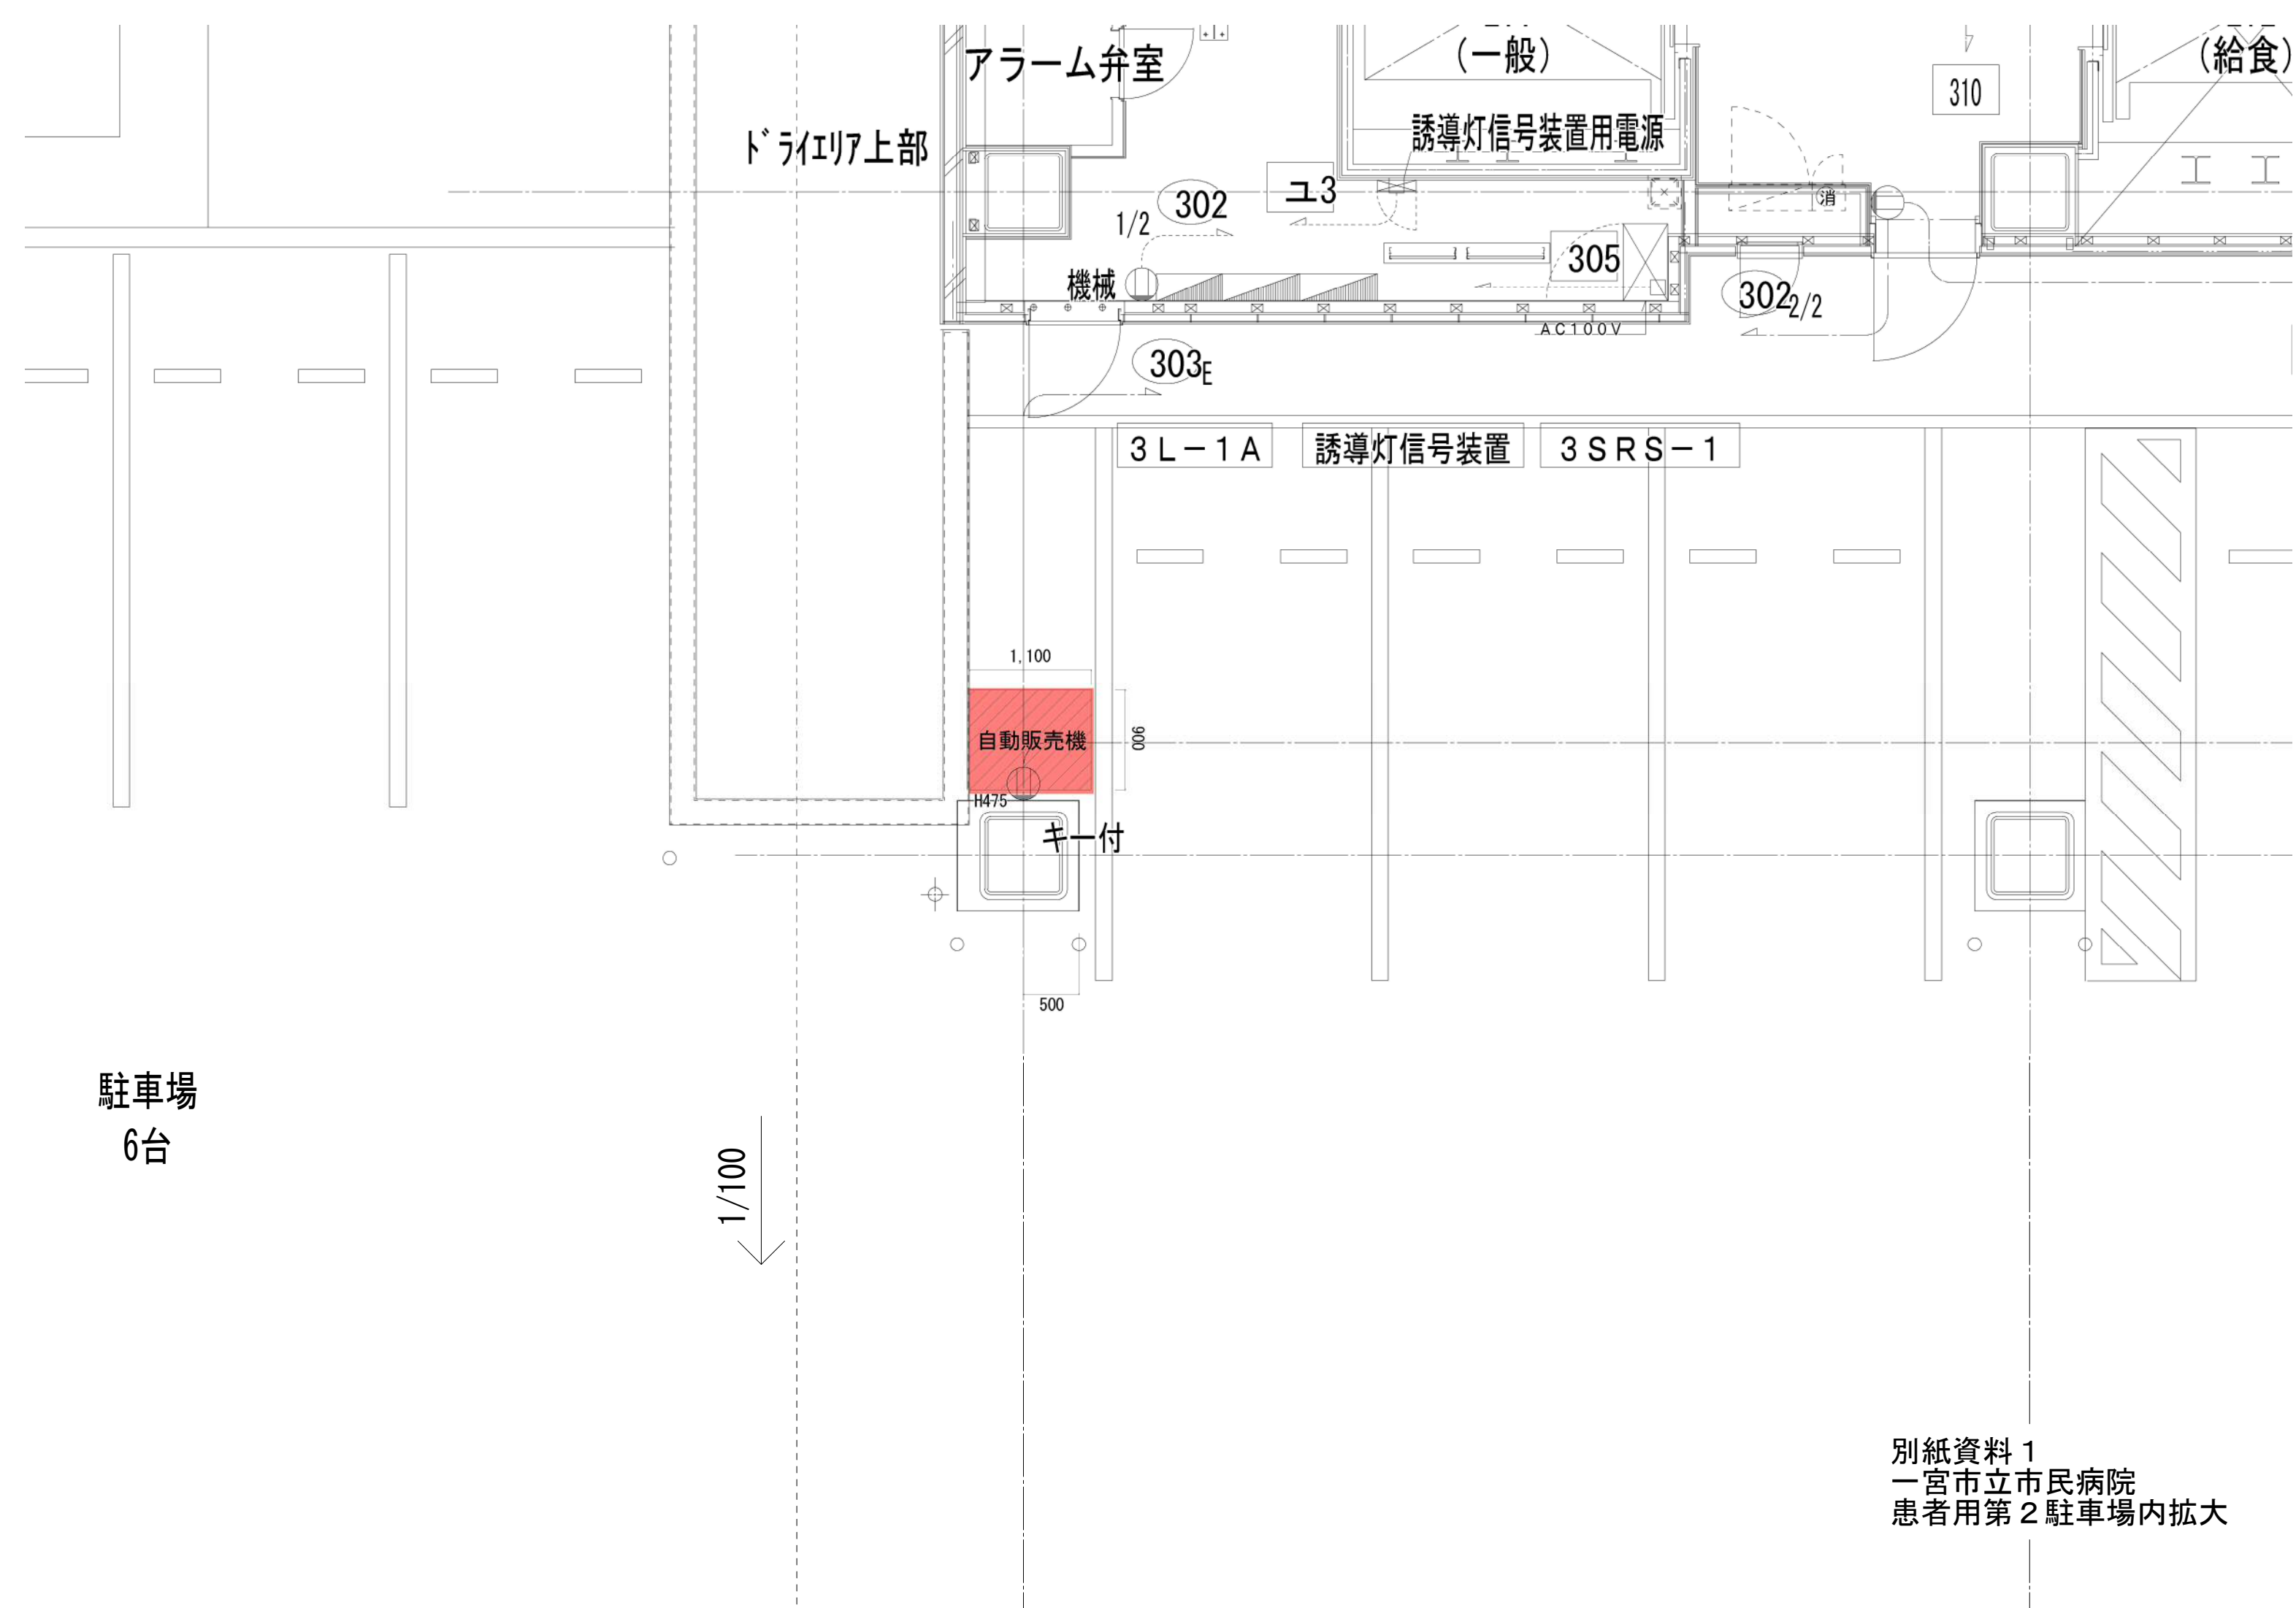 アラーム弁室
(一般)
(給食)
310
ﾄﾞﾗｲｴﾘｱ上部
誘導灯信号装置用電源
ユ3
302
1/2
消
305
機械
302 2/2
AC100V
303E
3L-1A
誘導灯信号装置
3SRS-1
1,100
自動販売機
900
H475
キー付
500
駐車場
6台
1/100
別紙資料1
一宮市立市民病院
患者用第2駐車場内拡大